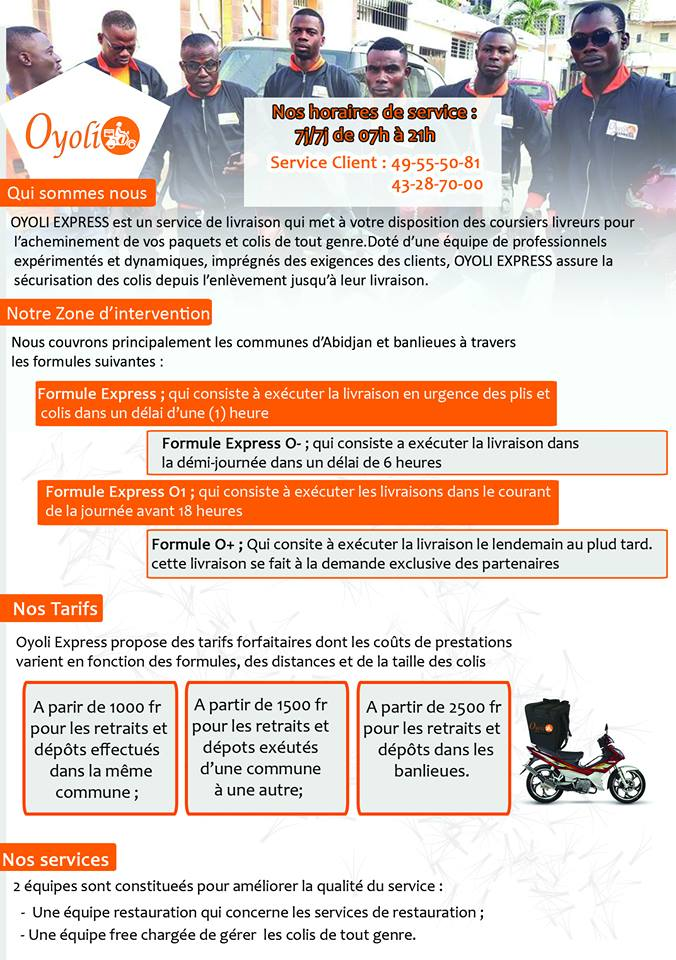 Oyoli
Nos horaires de service :
7j/7j de 07h à 21h
Service Client : 49-55-50-81
43-28-70-00
Qui sommes nous
OYOLI EXPRESS est un service de livraison qui met à votre disposition des coursiers livreurs pour
l'acheminement de vos paquets et colis de tout genre.Doté d'une équipe de professionnels
expérimentés et dynamiques, imprégnés des exigences des clients, OYOLI EXPRESS assure la
sécurisation des colis depuis l'enlèvement jusqu'à leur livraison.
Notre Zone d'intervention
Nous couvrons principalement les communes d'Abidjan et banlieues à travers
les formules suivantes :
Formule Express ; qui consiste à exécuter la livraison en urgence des plis et
colis dans un délai d'une (1) heure
Formule Express O- ; qui consiste a exécuter la livraison dans
la démi-journée dans un délai de 6 heures
Formule Express O1 ; qui consiste à exécuter les livraisons dans le courant
de la journée avant 18 heures
Formule O+ ; Qui consite à exécuter la livraison le lendemain au plud tard.
cette livraison se fait à la demande exclusive des partenaires
Nos Tarifs
Oyoli Express propose des tarifs forfaitaires dont les coûts de prestations
varient en fonction des formules, des distances et de la taille des colis
A parir de 1000 fr
pour les retraits et
dépôts effectués
dans la même
commune ;
A partir de 1500 fr
pour les retraits et
dépots exéutés
d'une commune
à une autre;
A partir de 2500 fr
pour les retraits et
dépôts dans les
banlieues.
Oyoli
Nos services
2 équipes sont constitueés pour améliorer la qualité du service :
- Une équipe restauration qui concerne les services de restauration ;
- Une équipe free chargée de gérer les colis de tout genre.